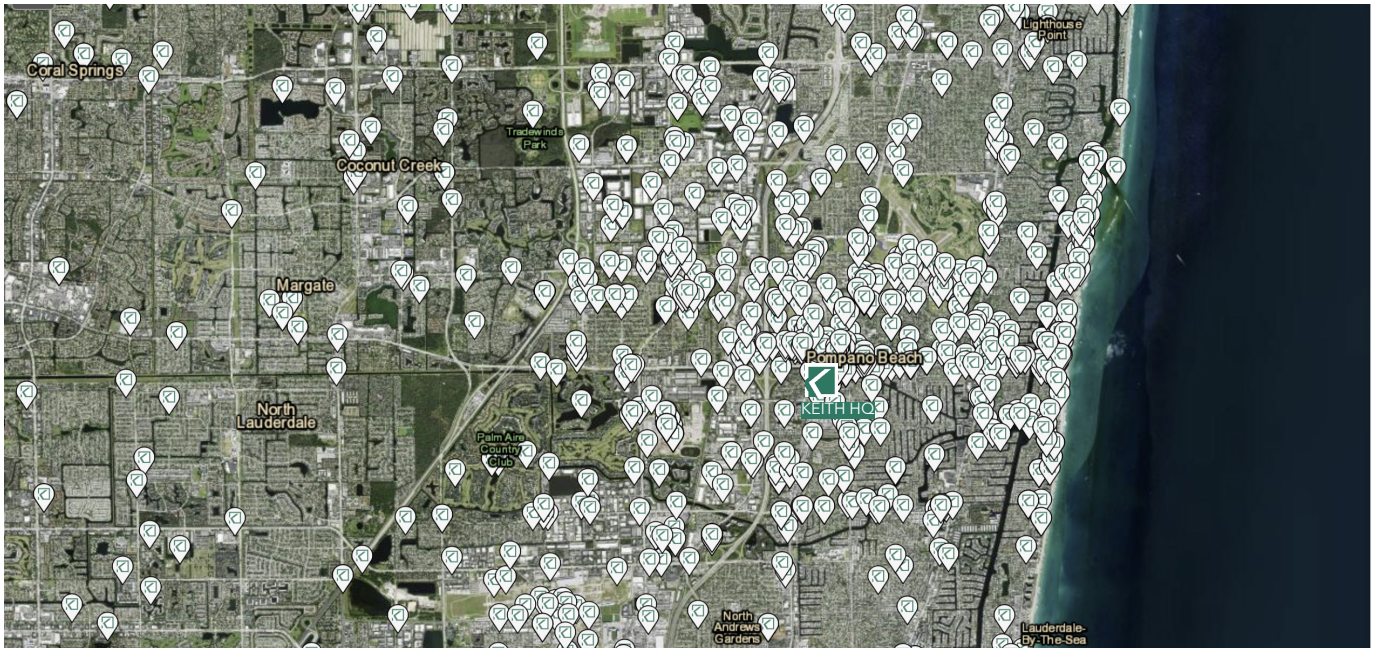 Lighthouse
Point
Coral Springs
Tradewinds
Park
Coconut Creek
Margate
Pompano Beach
KEITH HQ
North
Lauderdale
Palm Aire
Country
Club
North
Andrews
Gardens
Lauderdale-
By-The-Sea